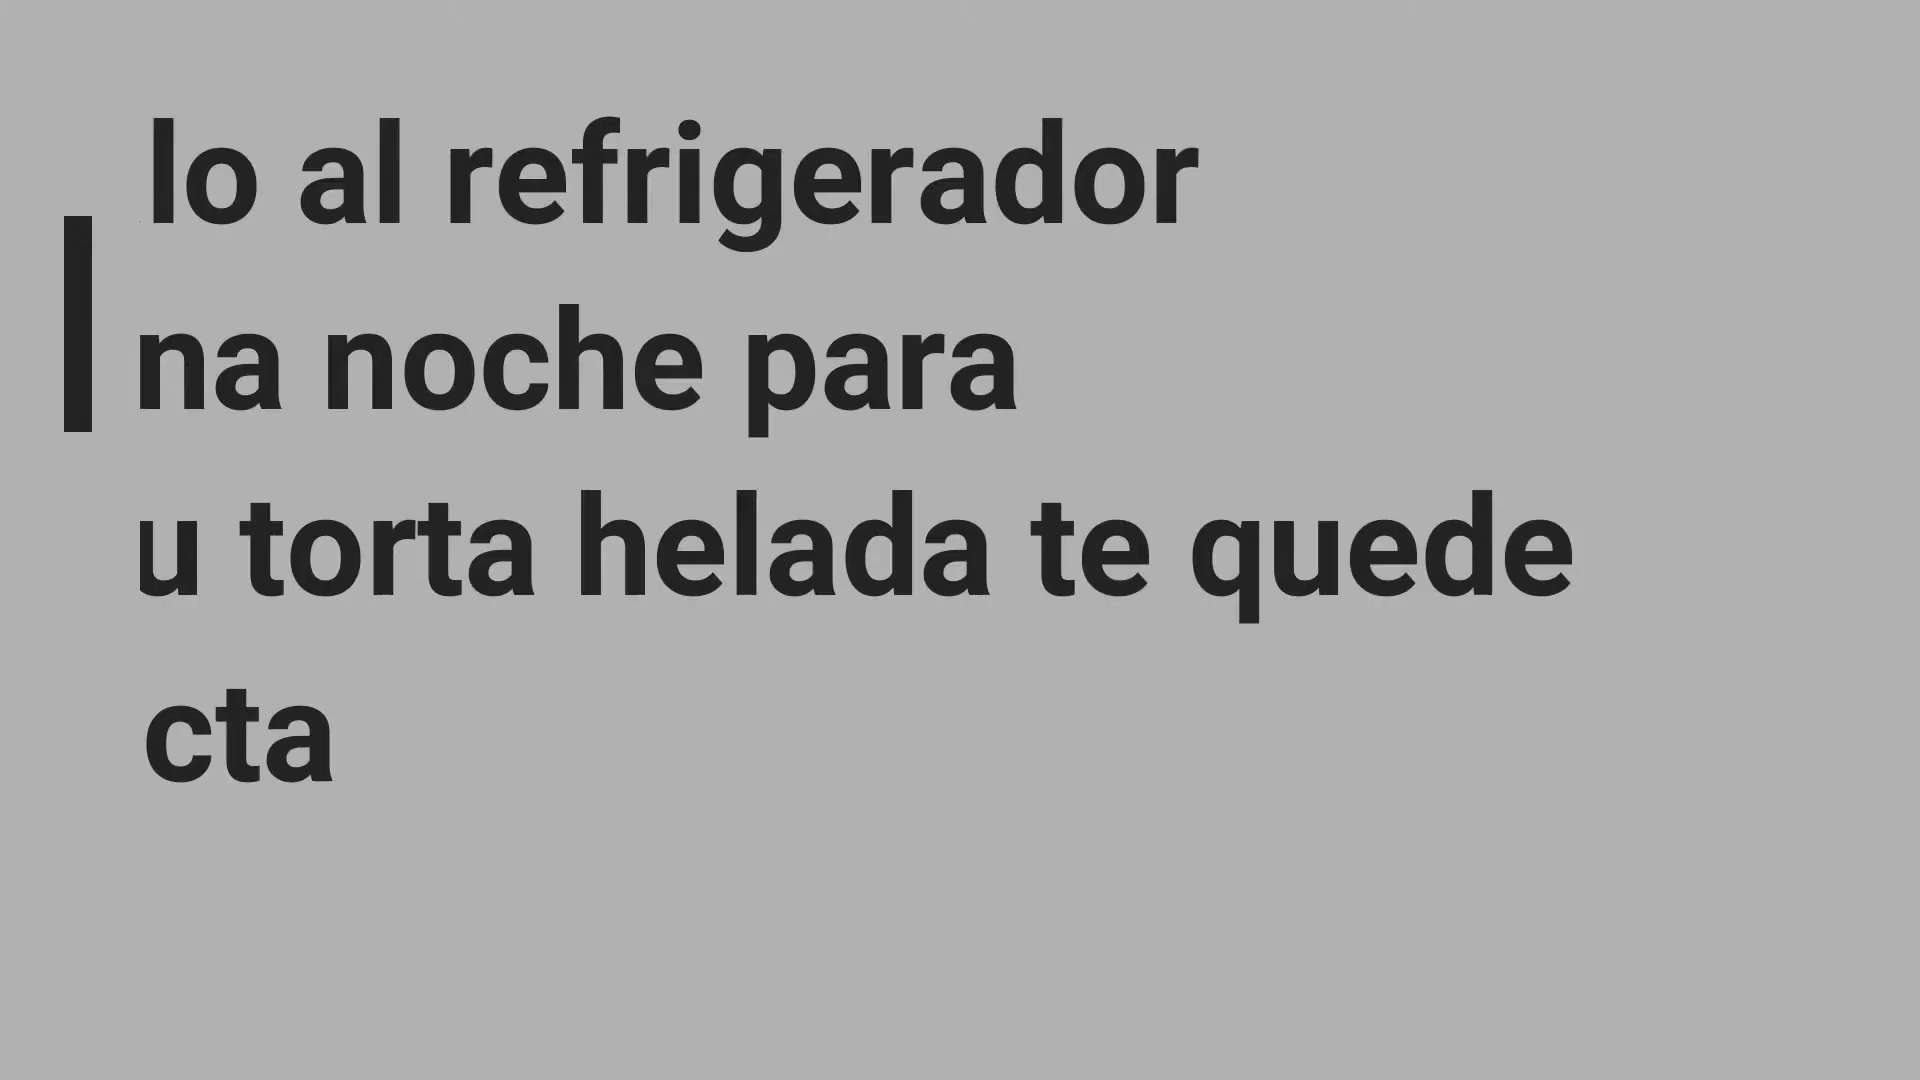 lo al refrigerador
na noche para
u torta helada te quede
cta